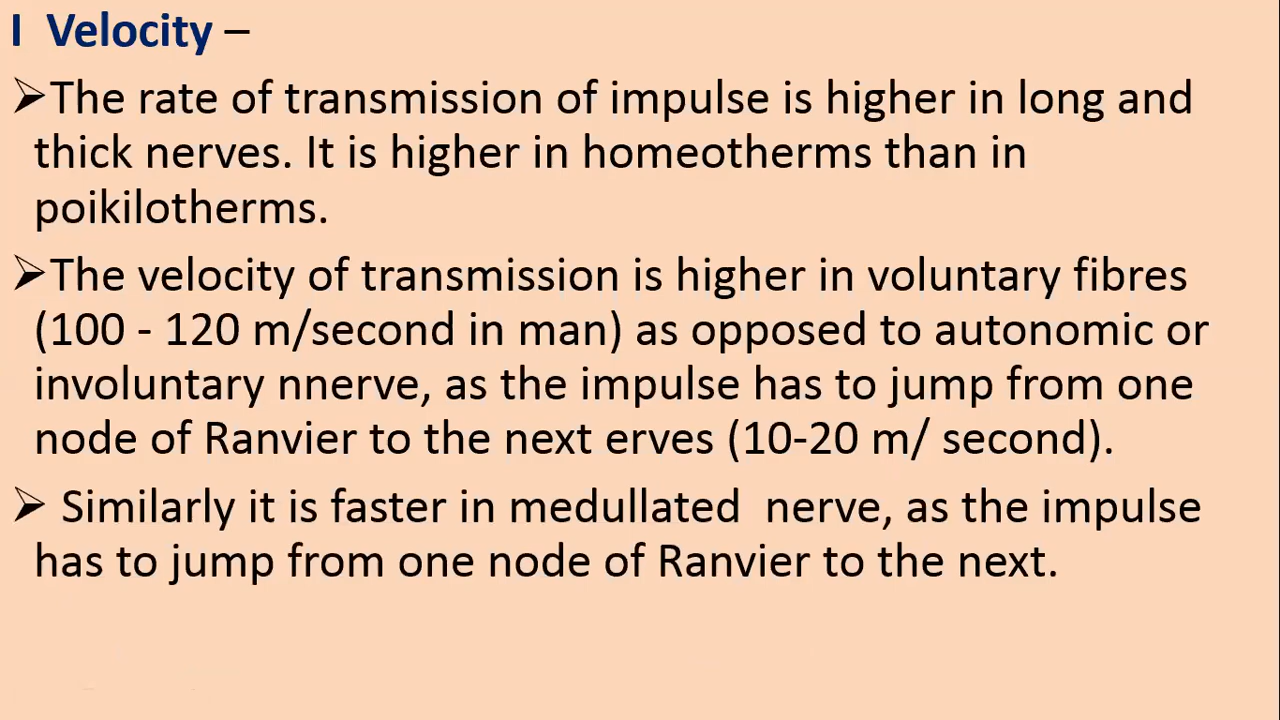 I Velocity –
➢The rate of transmission of impulse is higher in long and
thick nerves. It is higher in homeotherms than in
poikilotherms.
➢The velocity of transmission is higher in voluntary fibres
(100 - 120 m/second in man) as opposed to autonomic or
involuntary nnerve, as the impulse has to jump from one
node of Ranvier to the next erves (10-20 m/ second).
➢ Similarly it is faster in medullated nerve, as the impulse
has to jump from one node of Ranvier to the next.